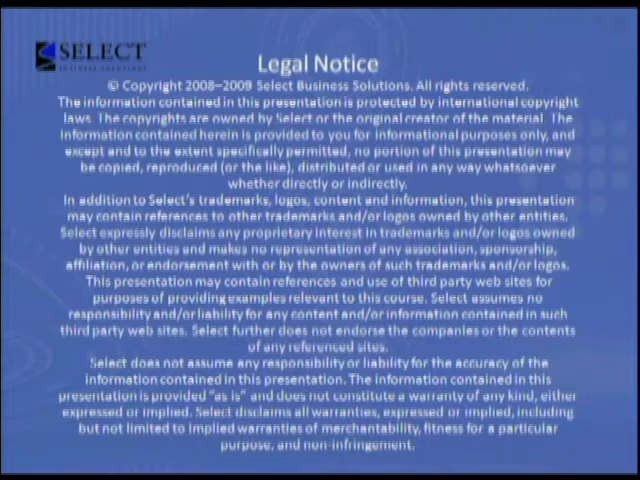 SELECT
BUSINESS SOLUTIONS
Legal Notice
© Copyright 2008–2009 Select Business Solutions. All rights reserved.
The information contained in this presentation is protected by international copyright
laws. The copyrights are owned by Select or the original creator of the material. The
information contained herein is provided to you for informational purposes only, and
except and to the extent specifically permitted, no portion of this presentation may
be copied, reproduced (or the like), distributed or used in any way whatsoever
whether directly or indirectly.
In addition to Select's trademarks, logos, content and information, this presentation
may contain references to other trademarks and/or logos owned by other entities.
Select expressly disclaims any proprietary interest in trademarks and/or logos owned
by other entities and makes no representation of any association, sponsorship,
affiliation, or endorsement with or by the owners of such trademarks and/or logos.
This presentation may contain references and use of third party web sites for
purposes of providing examples relevant to this course. Select assumes no
responsibility and/or liability for any content and/or information contained in such
third party web sites. Select further does not endorse the companies or the contents
of any referenced sites.
Select does not assume any responsibility or liability for the accuracy of the
information contained in this presentation. The information contained in this
presentation is provided "as is" and does not constitute a warranty of any kind, either
expressed or implied. Select disclaims all warranties, expressed or implied, including
but not limited to implied warranties of merchantability, fitness for a particular
purpose, and non-infringement.